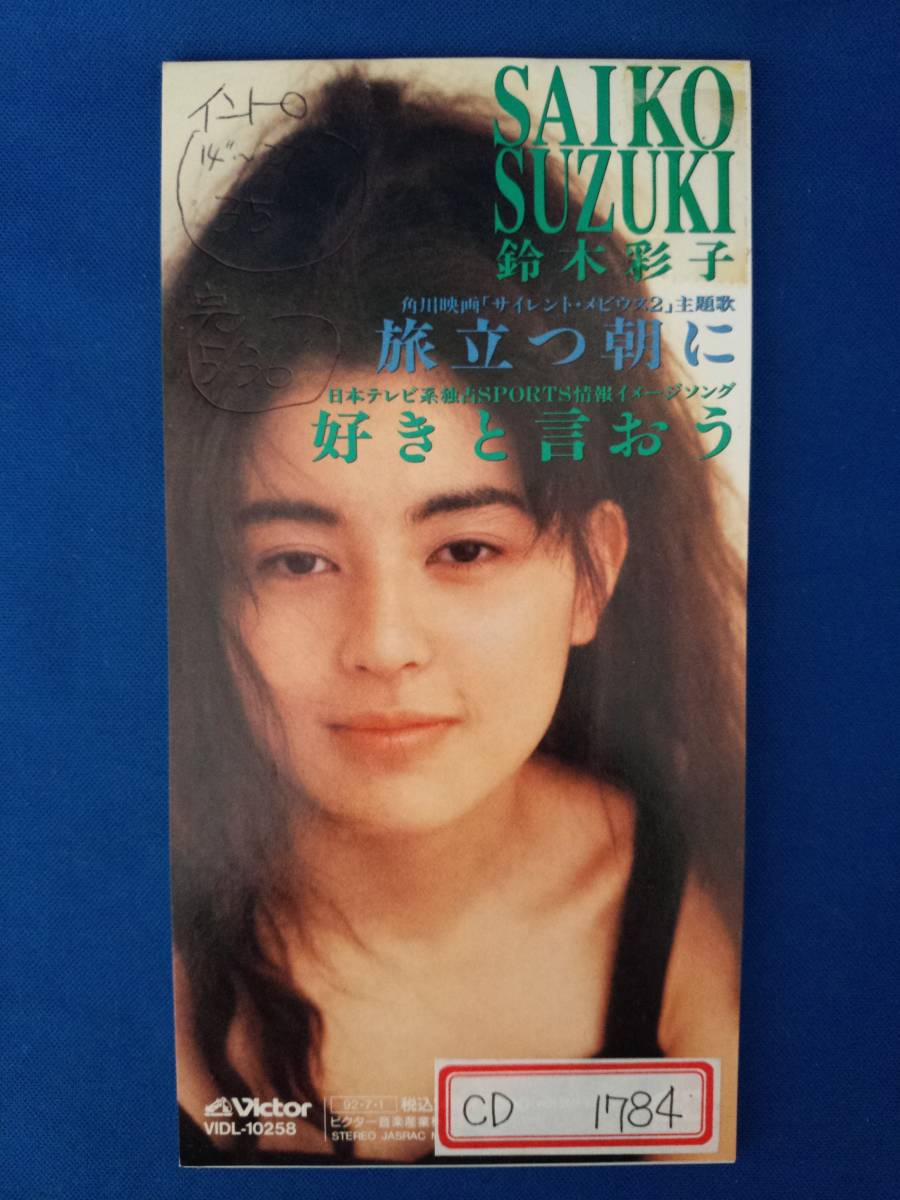 SAIKO
SUZUKI
鈴木彩子
角川映画「サイレント・メビウス2」主題歌
旅立つ朝に
日本テレビ系独占SPORTS情報イメージソング
好きと言おう
イントロ
14"~
完
5'30
Victor
VIDL-10258
92・7・1 税込
ビクター音楽産業
STEREO JASRAC
CD 1784